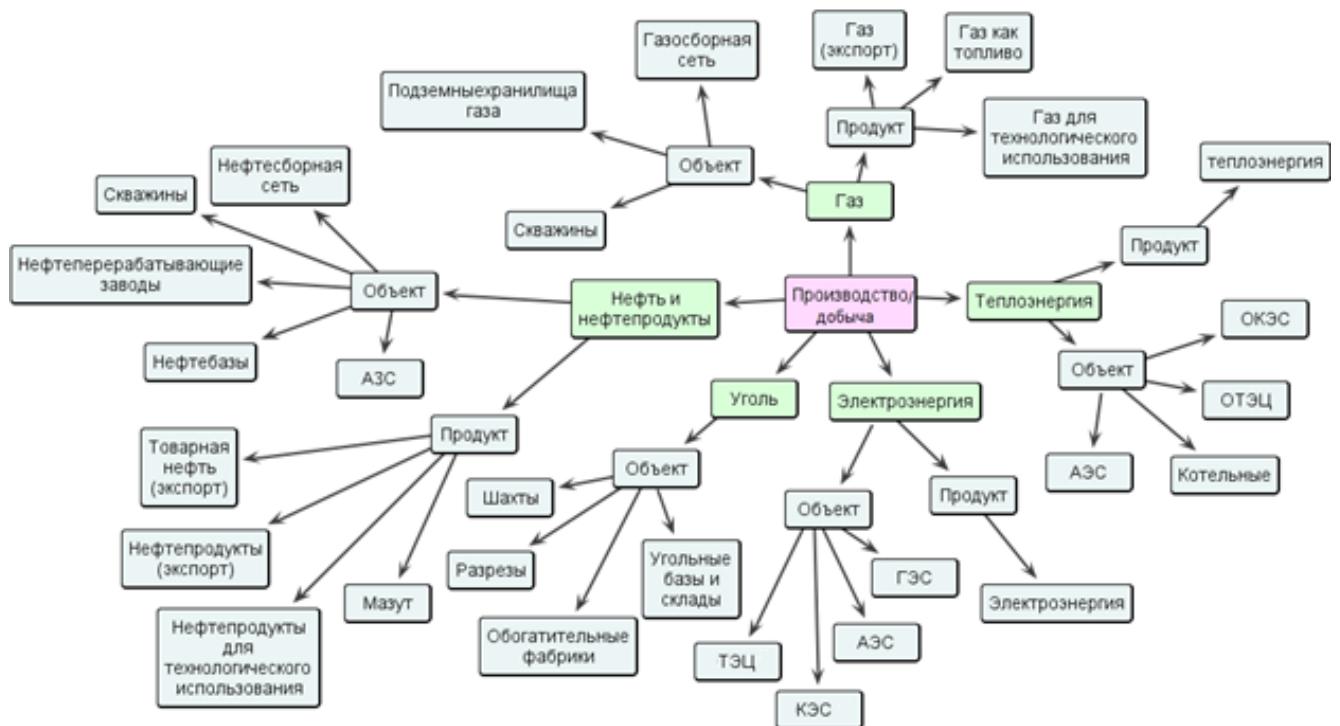 Газ
(экспорт)
Газ как
топливо
Газосборная
сеть
Подземныехранилища
газа
Продукт
Газ для
технологического
использования
Нефтесборная
сеть
Объект
теплоэнергия
Скважины
Газ
Скважины
Продукт
Нефтеперерабатывающие
заводы
Объект
Нефть и
нефтепродукты
Производство/
добыча
Теплоэнергия
ОКЭС
Нефтебазы
АЗС
Объект
Уголь
Электроэнергия
ОТЭЦ
Товарная
нефть
(экспорт)
Продукт
Объект
АЭС
Котельные
Шахты
Продукт
Объект
Нефтепродукты
(экспорт)
Разрезы
Угольные
базы и
склады
ГЭС
Мазут
Электроэнергия
Нефтепродукты
для
технологического
использования
Обогатительные
фабрики
ТЭЦ
АЭС
КЭС